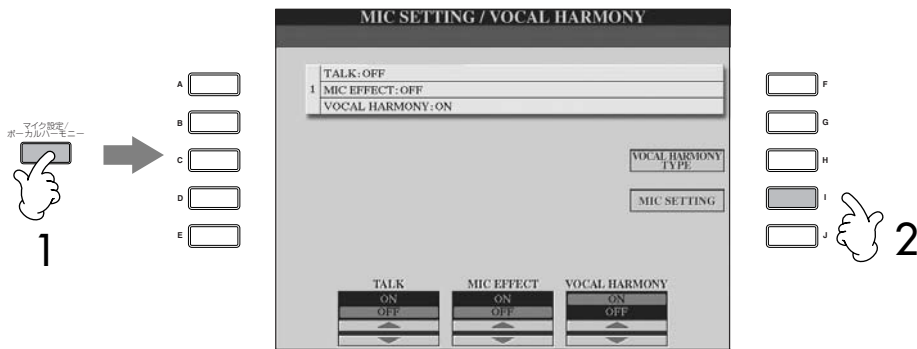 MIC SETTING / VOCAL HARMONY
TALK:OFF
1 MIC EFFECT:OFF
VOCAL HARMONY:ON
マイク設定/
ボーカルハーモニー
1
A
B
C
D
E
VOCAL HARMONY
TYPE
MIC SETTING
F
G
H
I
J
2
TALK
ON
OFF
MIC EFFECT
ON
OFF
VOCAL HARMONY
ON
OFF